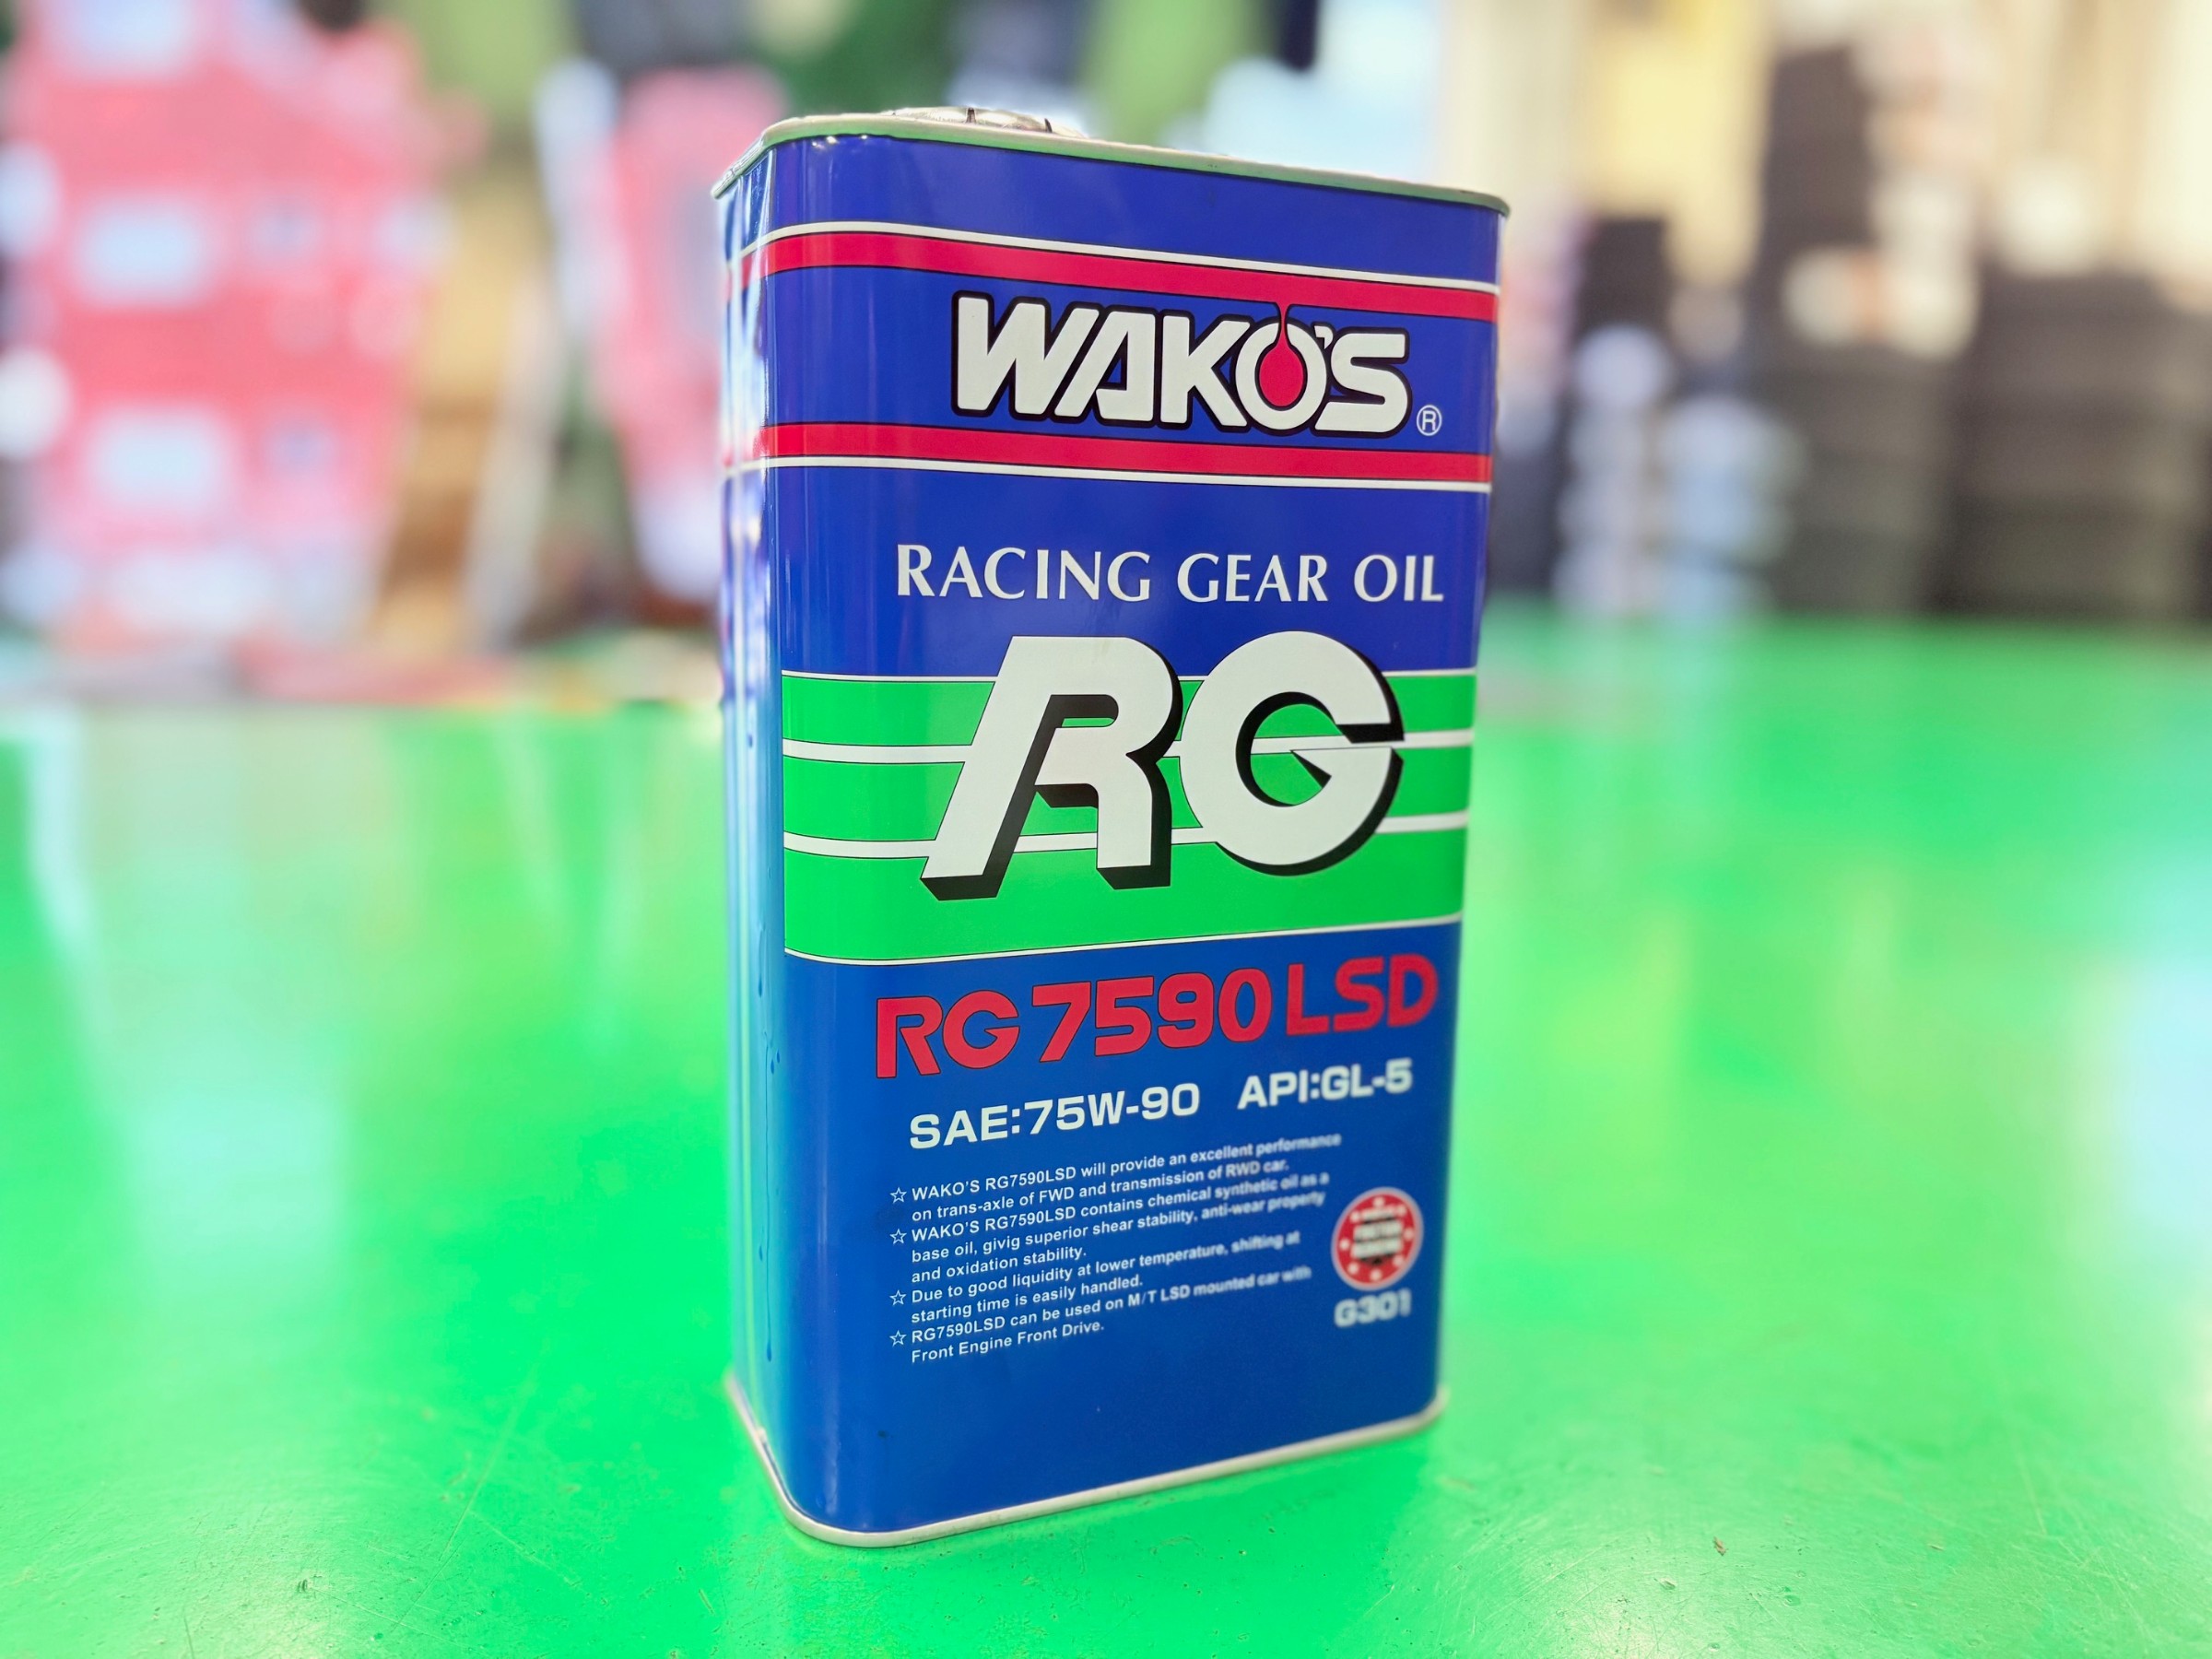 WAKO'S ®
RACING GEAR OIL
RG
RG7590LSD
SAE:75W-90 API:GL-5
☆ WAKO'S RG7590LSD will provide an excellent performance
on trans-axle of FWD and transmission of RWD car.
☆ WAKO'S RG7590LSD contains chemical synthetic oil as a
base oil, givig superior shear stability, anti-wear property
and oxidation stability.
☆ Due to good liquidity at lower temperature, shifting at
starting time is easily handled.
☆ RG7590LSD can be used on M/T LSD mounted car with
Front Engine Front Drive.
G301